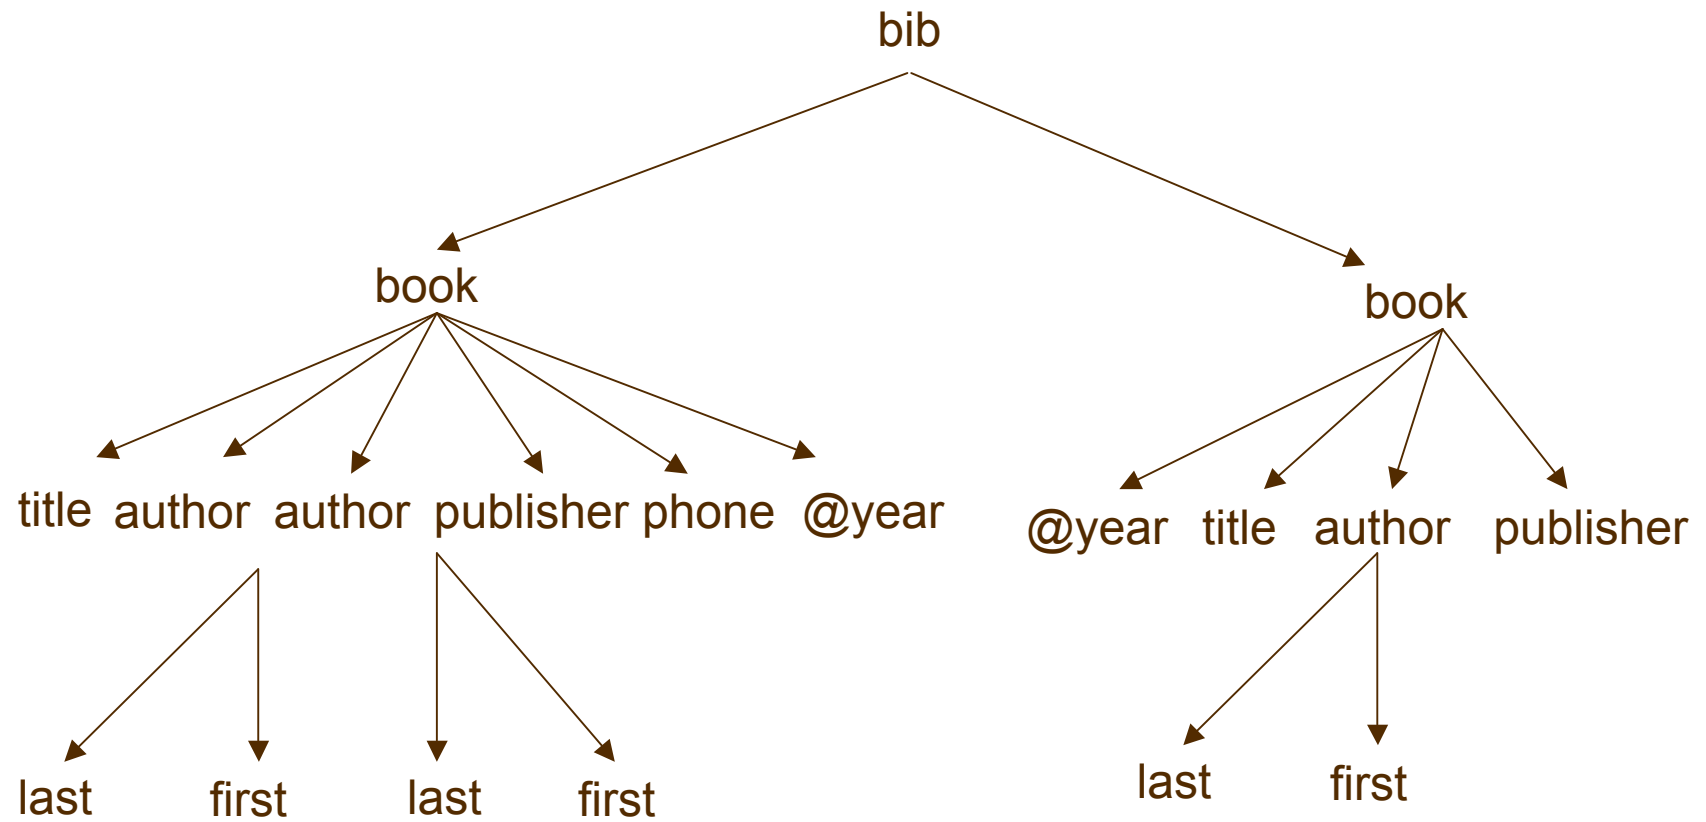 bib
book
book
title author author publisher phone @year
@year title author publisher
last first last first
last first